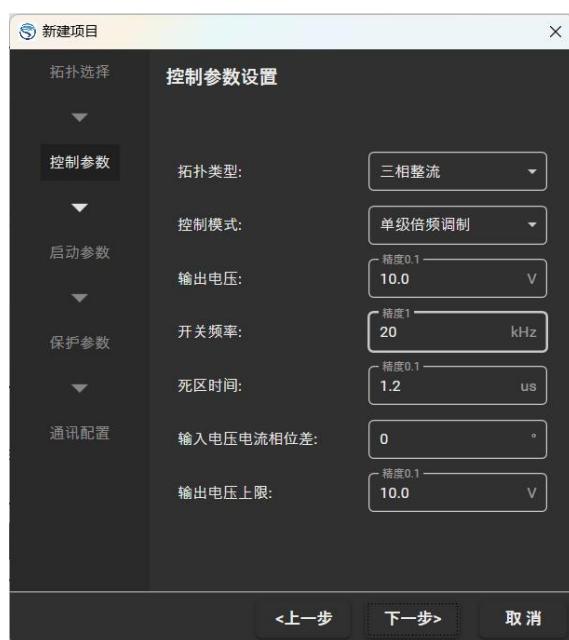 新建项目
拓扑选择
控制参数
启动参数
保护参数
通讯配置
控制参数设置
拓扑类型: 三相整流
控制模式: 单级倍频调制
输出电压: 精度0.1 10.0 V
开关频率: 精度1 20 kHz
死区时间: 精度0.1 1.2 us
输入电压电流相位差: 0 °
输出电压上限: 精度0.1 10.0 V
<上一步 下一步> 取 消